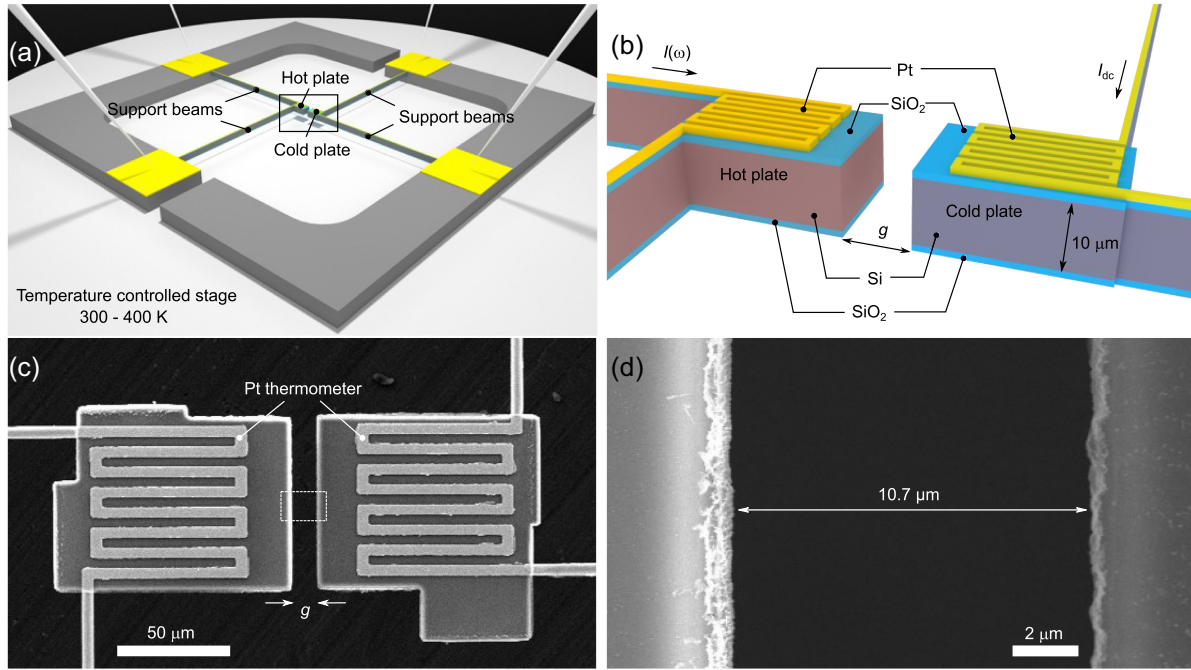 (a)
Hot plate
Support beams
Support beams
Cold plate
Temperature controlled stage
300 - 400 K
(b)
I(ω)
Pt
I_dc
SiO₂
Hot plate
Cold plate
g
10 μm
Si
SiO₂
(c)
Pt thermometer
g
50 μm
(d)
10.7 μm
2 μm